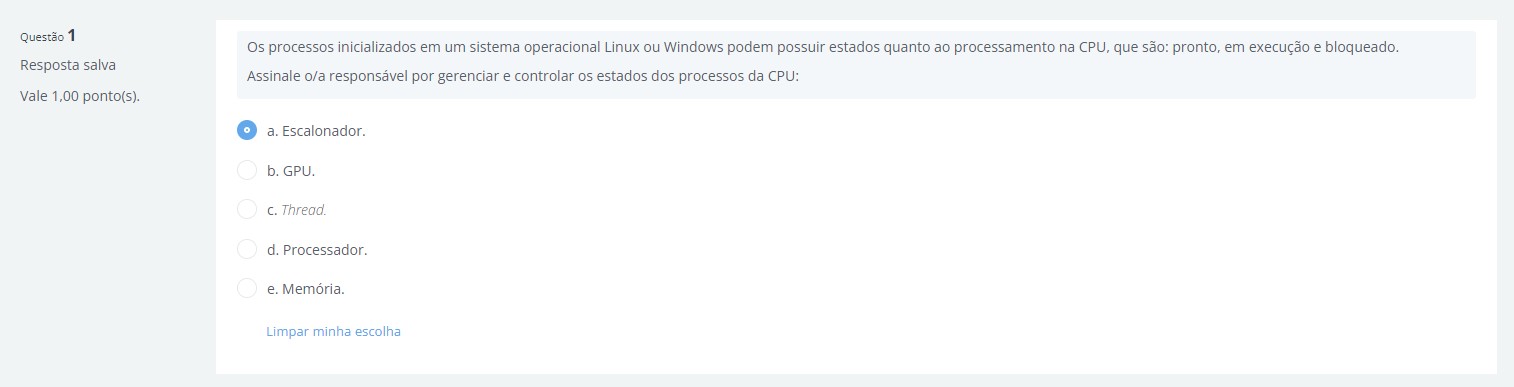 Questão 1
Resposta salva
Vale 1,00 ponto(s).
Os processos inicializados em um sistema operacional Linux ou Windows podem possuir estados quanto ao processamento na CPU, que são: pronto, em execução e bloqueado.
Assinale o/a responsável por gerenciar e controlar os estados dos processos da CPU:
a. Escalonador.
b. GPU.
c. Thread.
d. Processador.
e. Memória.
Limpar minha escolha